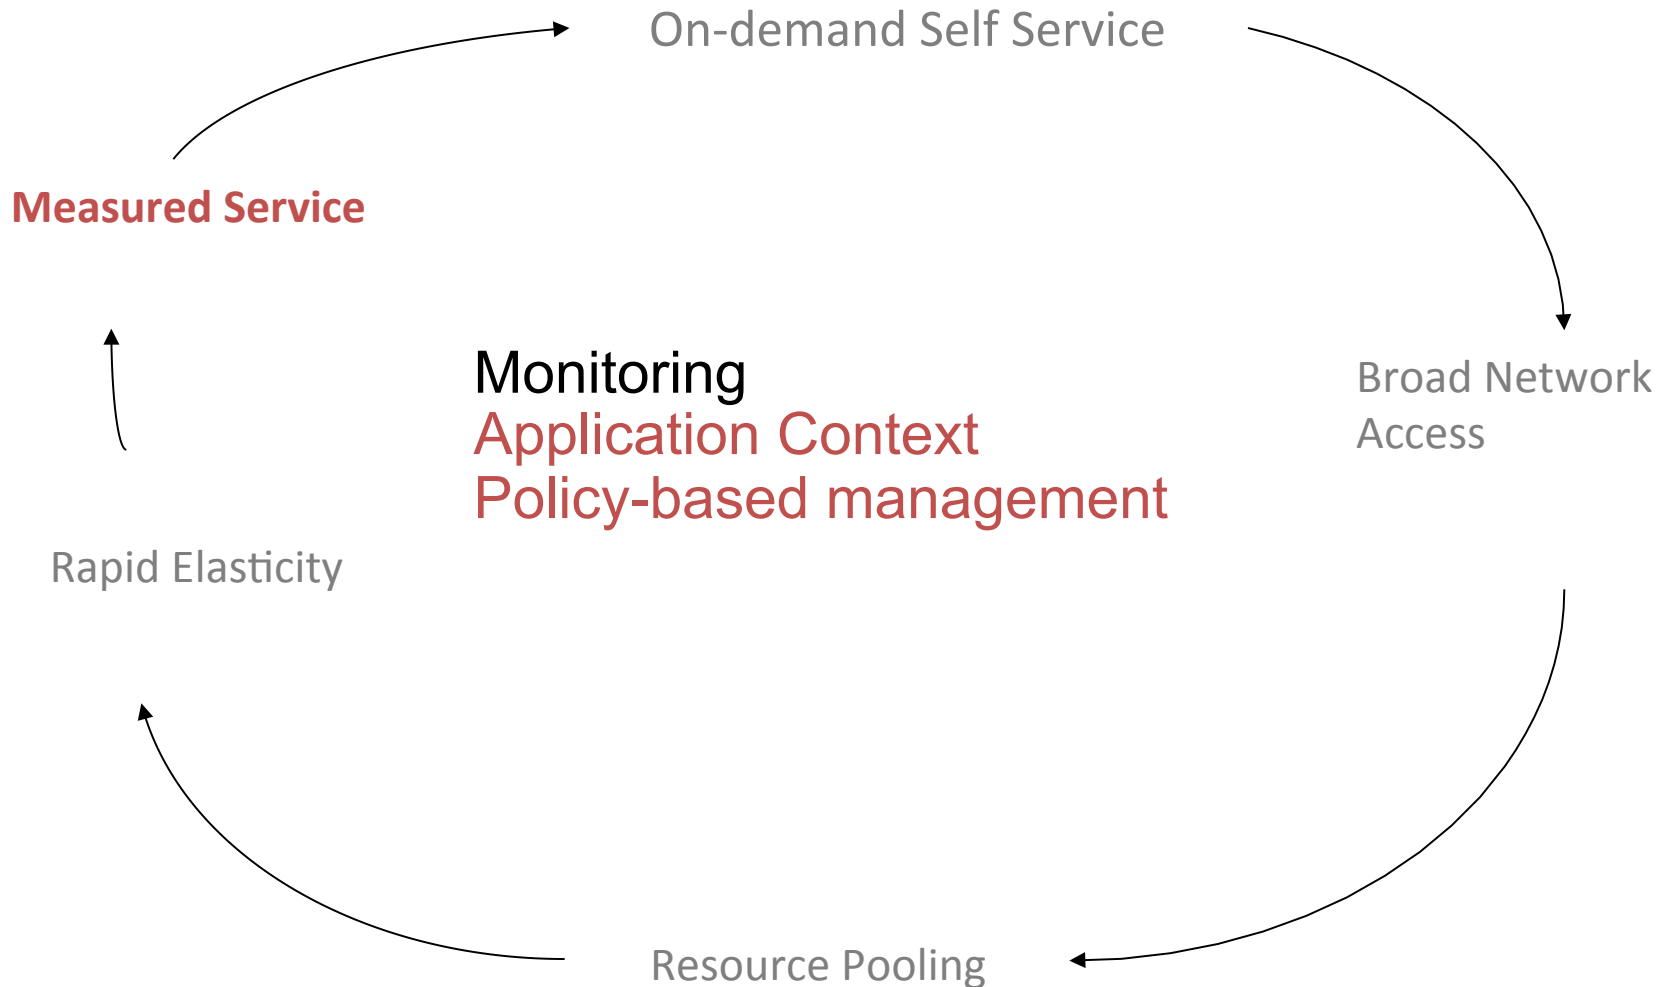 On-demand Self Service
Measured Service
Monitoring
Application Context
Policy-based management
Broad Network
Access
Rapid Elasticity
Resource Pooling